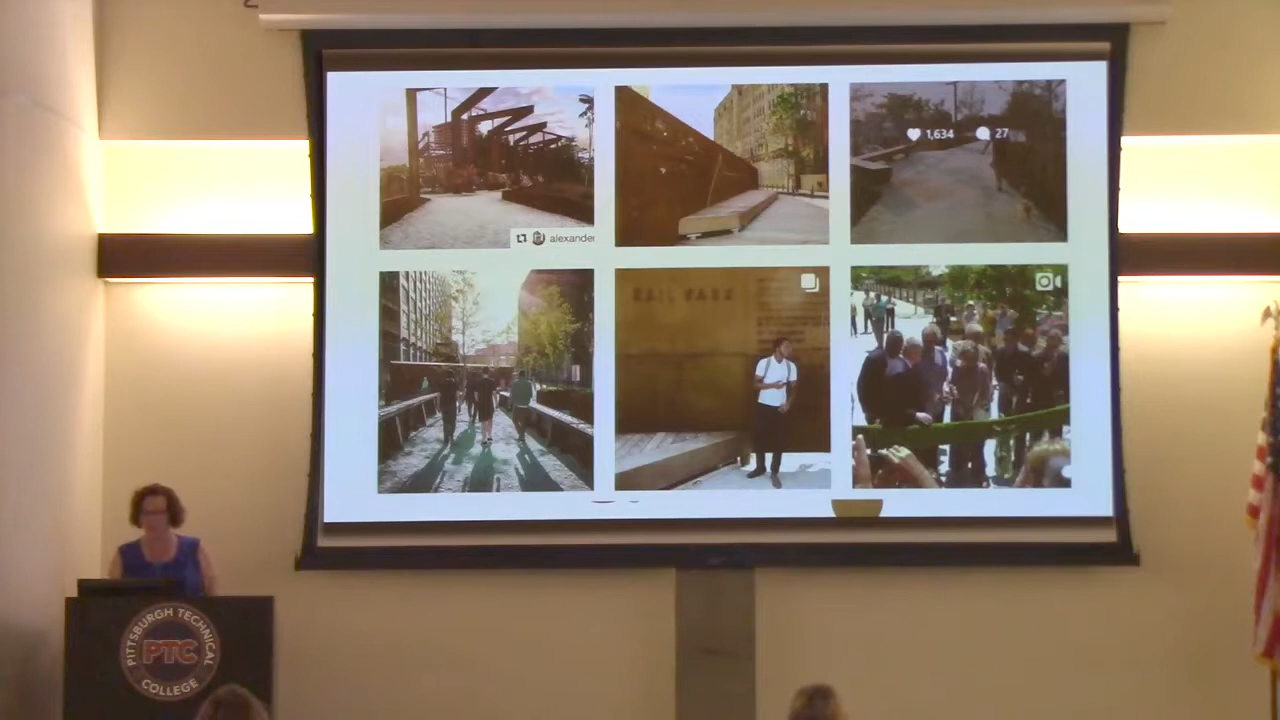 1,634 27
alexander
RAIL PARK
PITTSBURGH TECHNICAL
PTC
COLLEGE